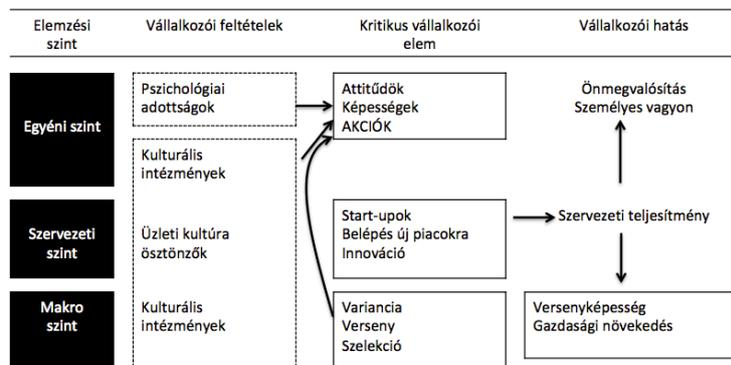 Elemzési
szint
Vállalkozói feltételek
Kritikus vállalkozói
elem
Vállalkozói hatás
Egyéni szint
Pszichológiai
adottságok
Attitűdök
Képességek
AKCIÓK
Önmegvalósítás
Személyes vagyon
Kulturális
intézmények
Szervezeti
szint
Üzleti kultúra
ösztönzők
Start-upok
Belépés új piacokra
Innováció
Szervezeti teljesítmény
Makro
szint
Kulturális
intézmények
Variancia
Verseny
Szelekció
Versenyképesség
Gazdasági növekedés